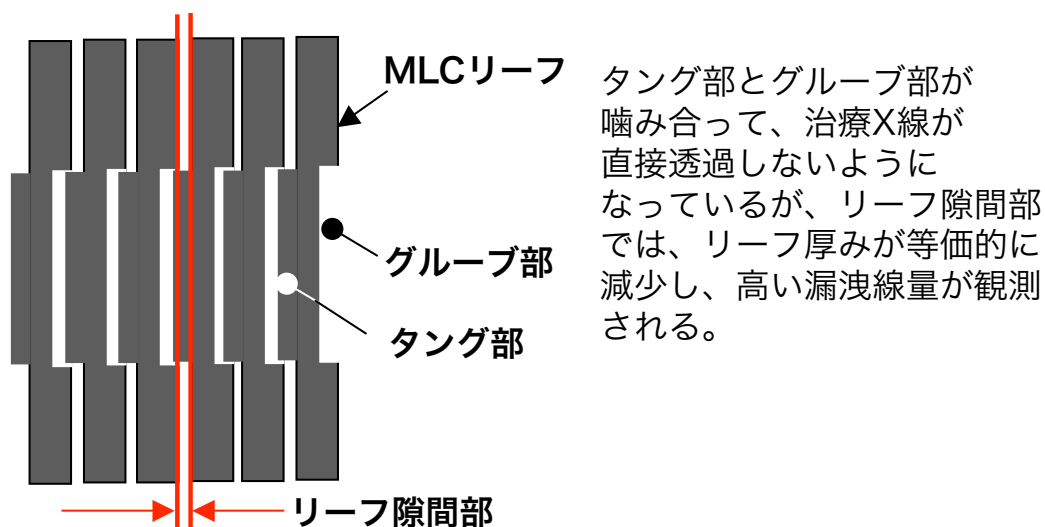 MLCリーフ
グルーブ部
タング部
リーフ隙間部
タング部とグルーブ部が
噛み合って、治療X線が
直接透過しないように
なっているが、リーフ隙間部
では、リーフ厚みが等価的に
減少し、高い漏洩線量が観測
される。